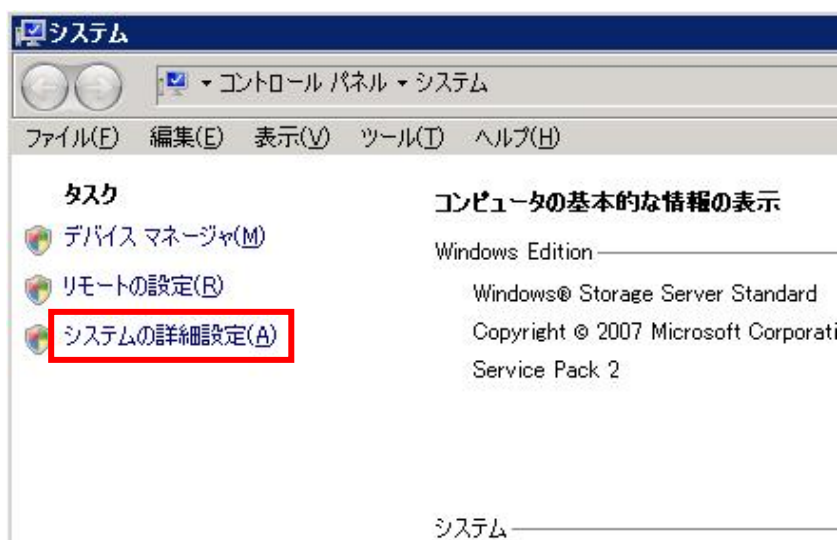 システム
コントロール パネル システム
ファイル(F) 編集(E) 表示(V) ツール(T) ヘルプ(H)
タスク
デバイス マネージャ(M)
リモートの設定(R)
システムの詳細設定(A)
コンピュータの基本的な情報の表示
Windows Edition
Windows® Storage Server Standard
Copyright © 2007 Microsoft Corporati
Service Pack 2
システム